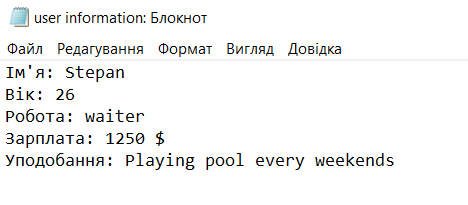 user information: Блокнот
Файл Редагування Формат Вигляд Довідка
Ім'я: Stepan
Вік: 26
Робота: waiter
Зарплата: 1250 $
Уподобання: Playing pool every weekends